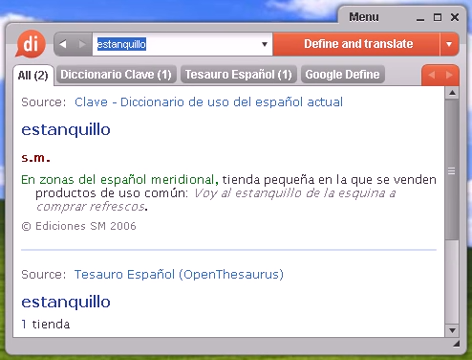 Menu
di
estanquillo
Define and translate
All (2)
Diccionario Clave (1)
Tesauro Español (1)
Google Define
Source: Clave - Diccionario de uso del español actual
estanquillo
s.m.
En zonas del español meridional, tienda pequeña en la que se venden
productos de uso común: Voy al estanquillo de la esquina a
comprar refrescos.
© Ediciones SM 2006
Source: Tesauro Español (OpenThesaurus)
estanquillo
1 tienda